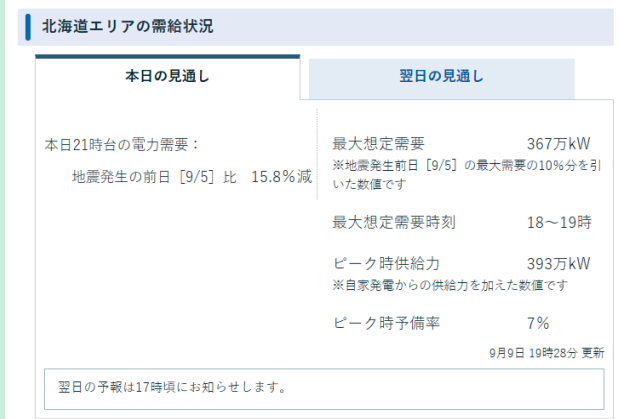 北海道エリアの需給状況
本日の見通し
翌日の見通し
本日21時台の電力需要：
地震発生の前日［9/5］比 15.8%減
最大想定需要 367万kW
※地震発生前日［9/5］の最大需要の10%分を引
いた数値です
最大想定需要時刻 18～19時
ピーク時供給力 393万kW
※自家発電からの供給力を加えた数値です
ピーク時予備率 7%
9月9日 19時28分 更新
翌日の予報は17時頃にお知らせします。